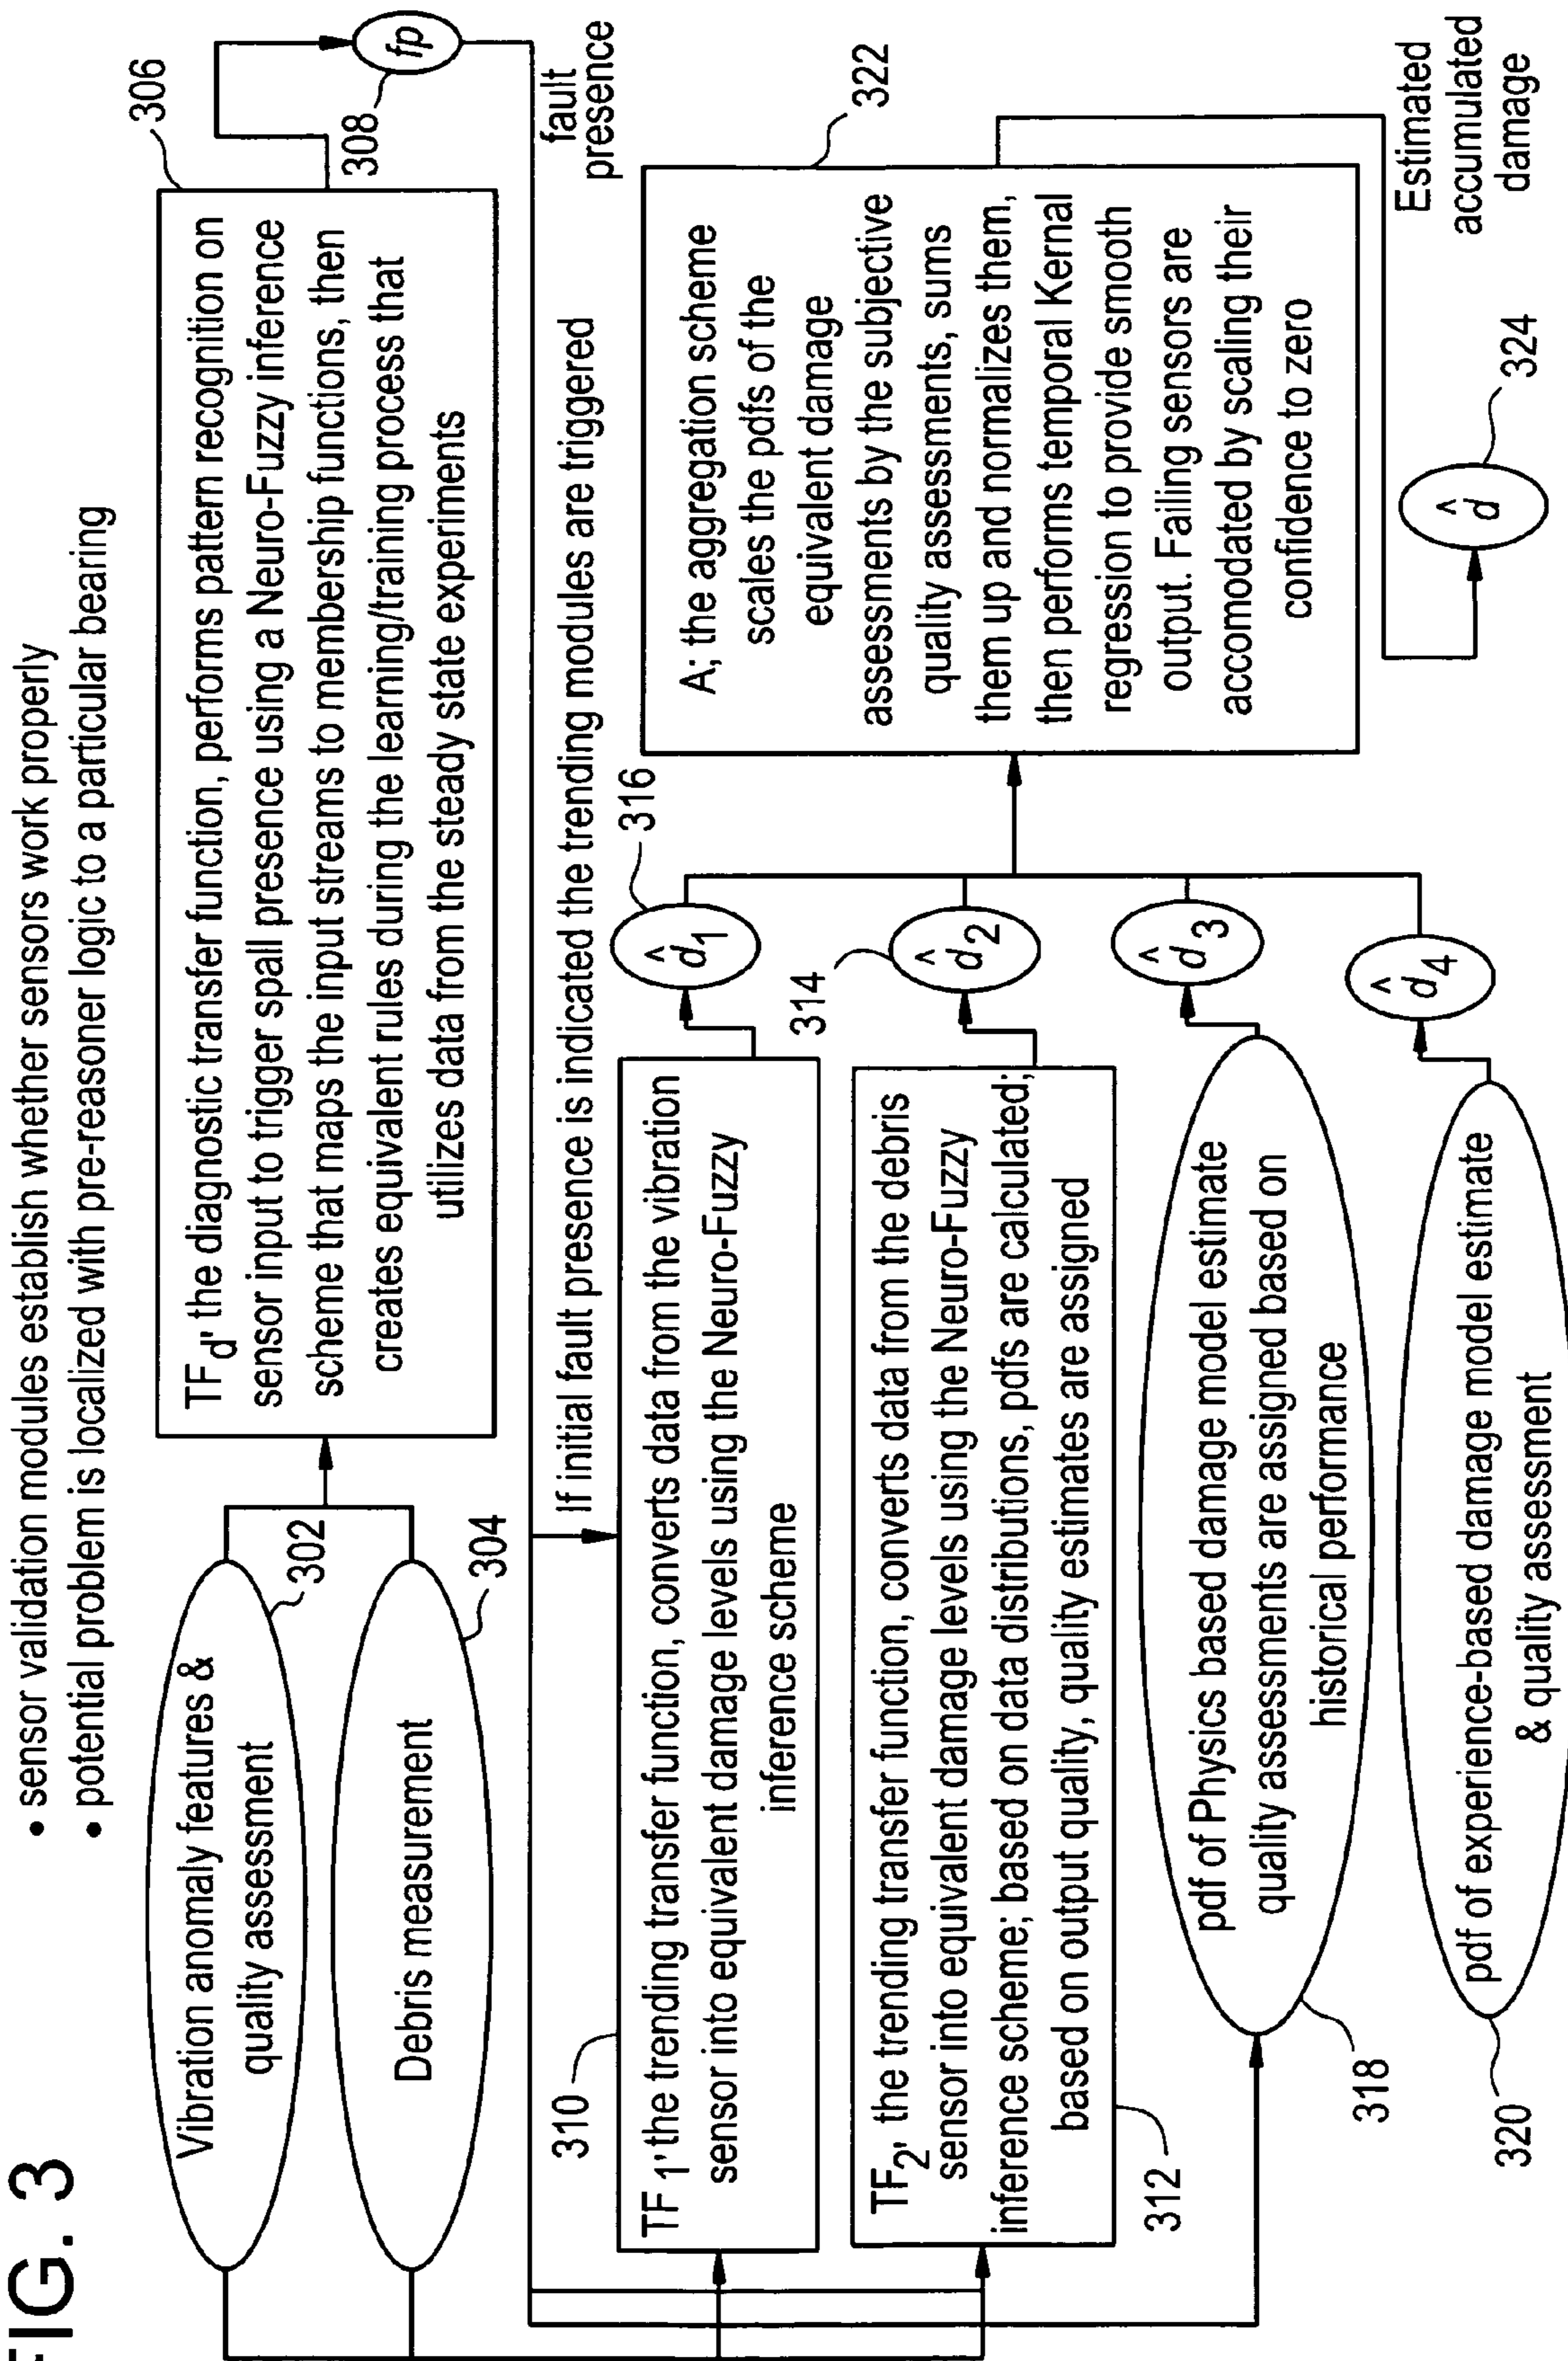 FIG. 3
• sensor validation modules establish whether sensors work properly
• potential problem is localized with pre-reasoner logic to a particular bearing
Vibration anomaly features &
quality assessment
302
Debris measurement
304
306
TF d' the diagnostic transfer function, performs pattern recognition on
sensor input to trigger spall presence using a Neuro-Fuzzy inference
scheme that maps the input streams to membership functions, then
creates equivalent rules during the learning/training process that
utilizes data from the steady state experiments
fp
308
fault
presence
If initial fault presence is indicated the trending modules are triggered
310
TF 1' the trending transfer function, converts data from the vibration
sensor into equivalent damage levels using the Neuro-Fuzzy
inference scheme
316
d̂1
TF2' the trending transfer function, converts data from the debris
sensor into equivalent damage levels using the Neuro-Fuzzy
inference scheme; based on data distributions, pdfs are calculated;
based on output quality, quality estimates are assigned
312
314
d̂2
pdf of Physics based damage model estimate
quality assessments are assigned based on
historical performance
318
d̂3
pdf of experience-based damage model estimate
& quality assessment
320
d̂4
322
A; the aggregation scheme
scales the pdfs of the
equivalent damage
assessments by the subjective
quality assessments, sums
them up and normalizes them,
then performs temporal Kernal
regression to provide smooth
output. Failing sensors are
accomodated by scaling their
confidence to zero
d̂
324
Estimated
accumulated
damage